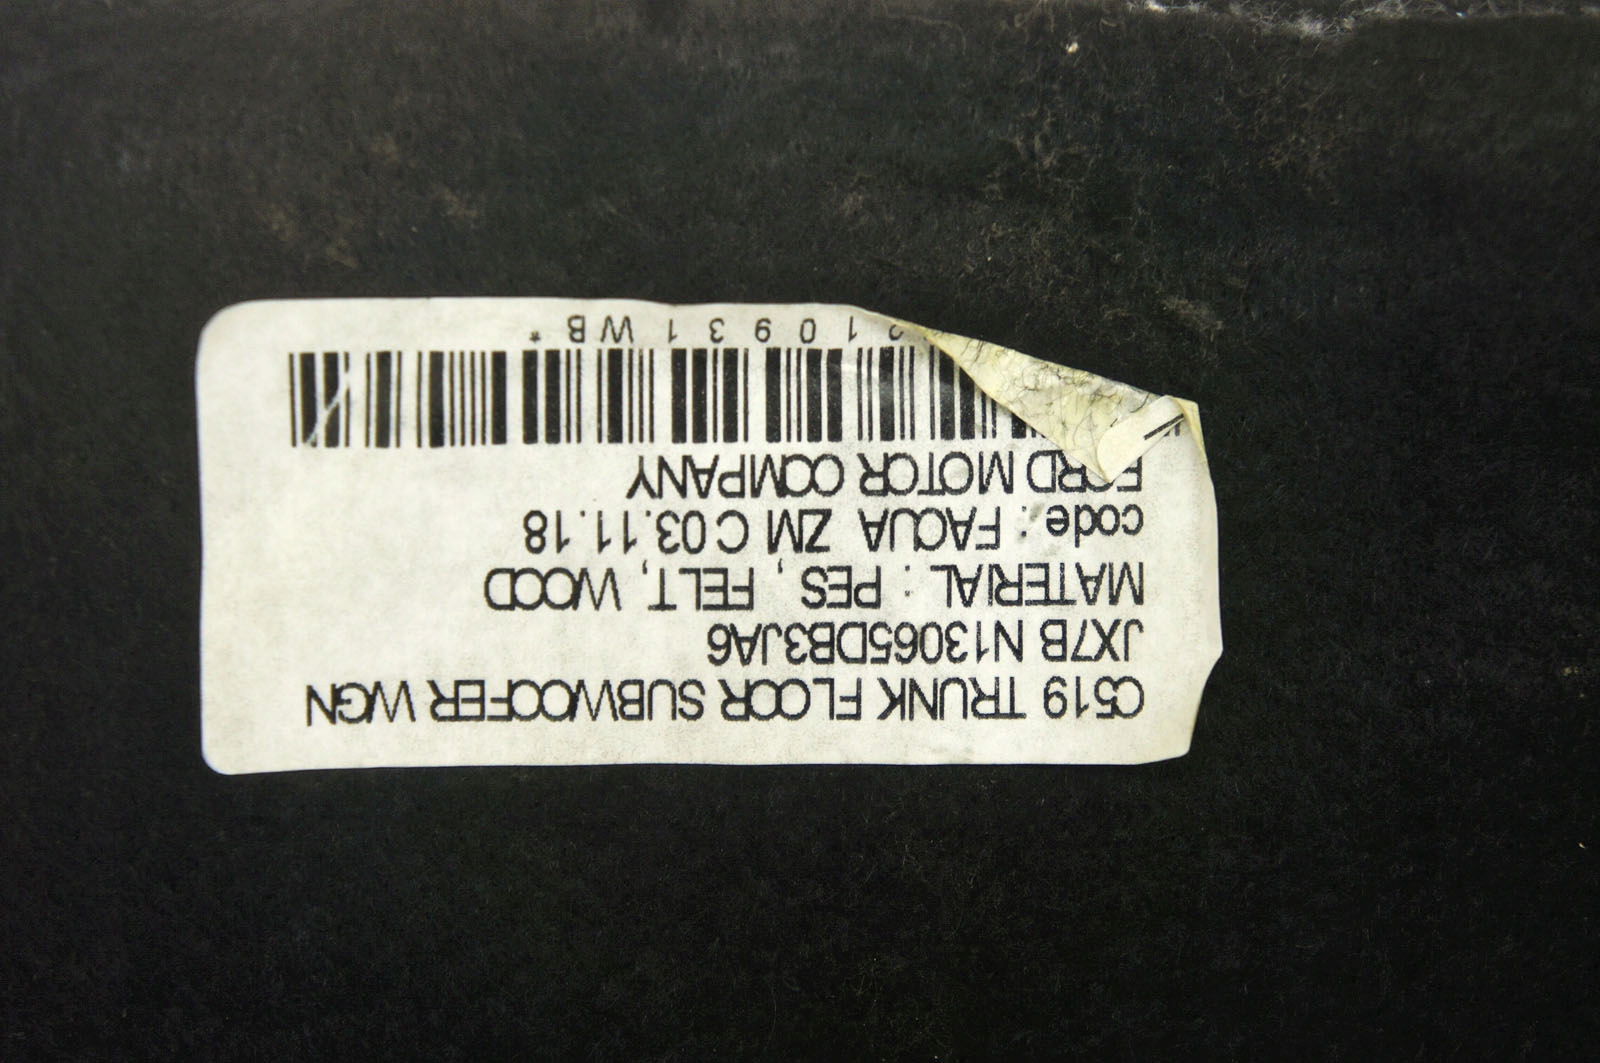 C519 TRUNK FLOOR SUBWOOFER WGN
JX7B N13065DB3JA6
MATERIAL : PES , FELT, WOOD
code : FAQUA ZM C 03.11.18
FORD MOTOR COMPANY
210931WB*